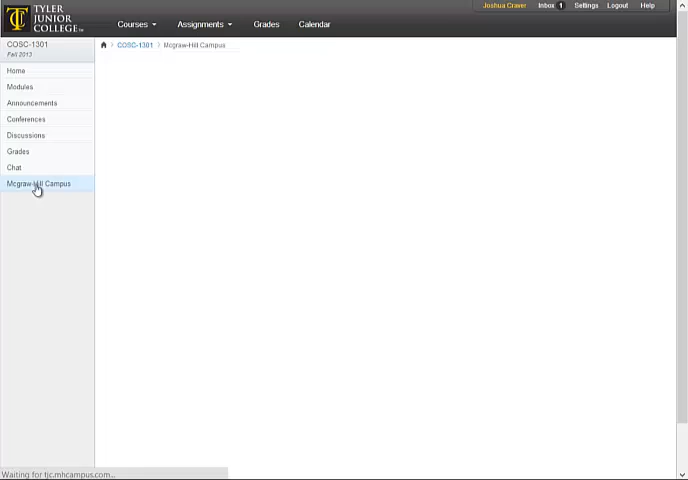 TYLER
JUNIOR
COLLEGE
Joshua Craver Inbox 1 Settings Logout Help
Courses Assignments Grades Calendar
COSC-1301
Fall 2013
COSC-1301 > Mcgraw-Hill Campus
Home
Modules
Announcements
Conferences
Discussions
Grades
Chat
Mcgraw-Hill Campus
Waiting for tjc.mhcampus.com...